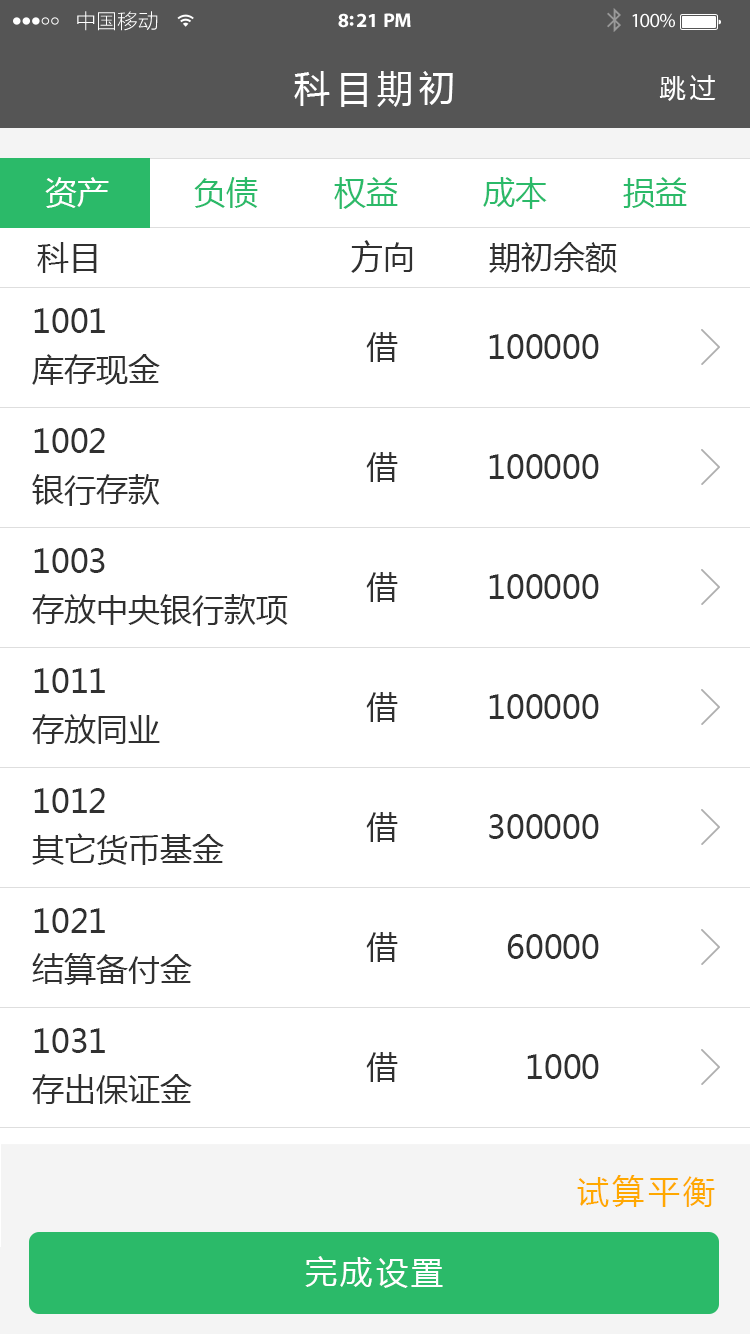 中国移动 8:21 PM 100%
科目期初 跳过
资产 负债 权益 成本 损益
科目 方向 期初余额
1001
库存现金 借 100000
1002
银行存款 借 100000
1003
存放中央银行款项 借 100000
1011
存放同业 借 100000
1012
其它货币基金 借 300000
1021
结算备付金 借 60000
1031
存出保证金 借 1000
试算平衡
完成设置